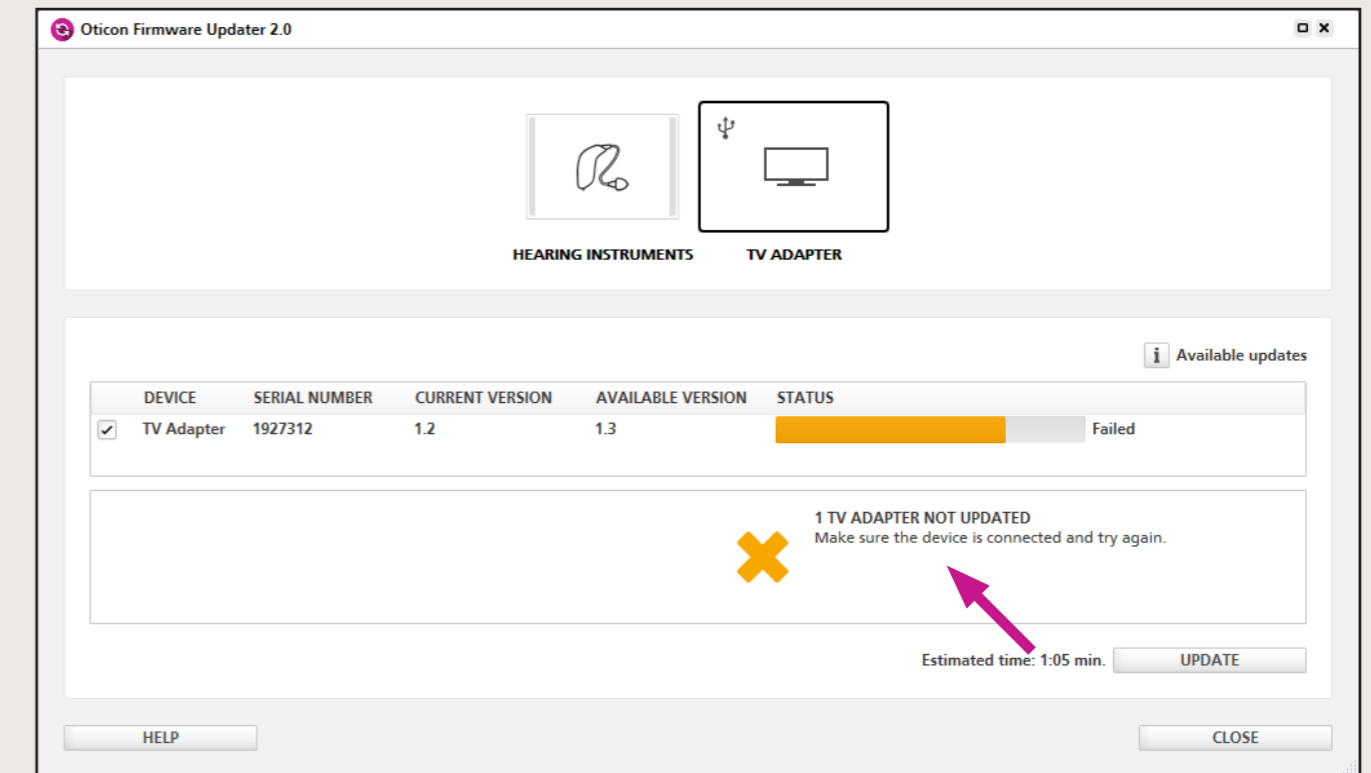 Oticon Firmware Updater 2.0
HEARING INSTRUMENTS
TV ADAPTER
i Available updates
DEVICE SERIAL NUMBER CURRENT VERSION AVAILABLE VERSION STATUS
TV Adapter 1927312 1.2 1.3 Failed
1 TV ADAPTER NOT UPDATED
Make sure the device is connected and try again.
Estimated time: 1:05 min. UPDATE
HELP
CLOSE